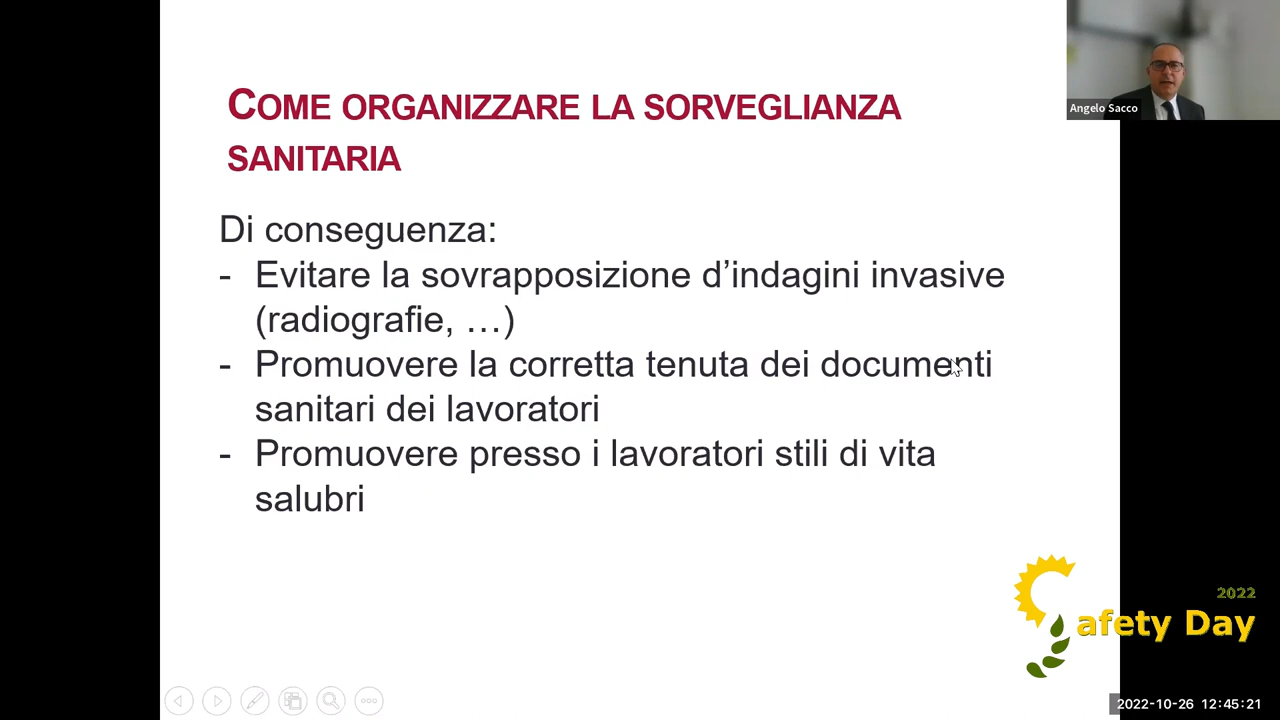 COME ORGANIZZARE LA SORVEGLIANZA
SANITARIA
Angelo Sacco
Di conseguenza:
- Evitare la sovrapposizione d’indagini invasive
(radiografie, …)
- Promuovere la corretta tenuta dei documenti
sanitari dei lavoratori
- Promuovere presso i lavoratori stili di vita
salubri
2022
afety Day
2022-10-26 12:45:21